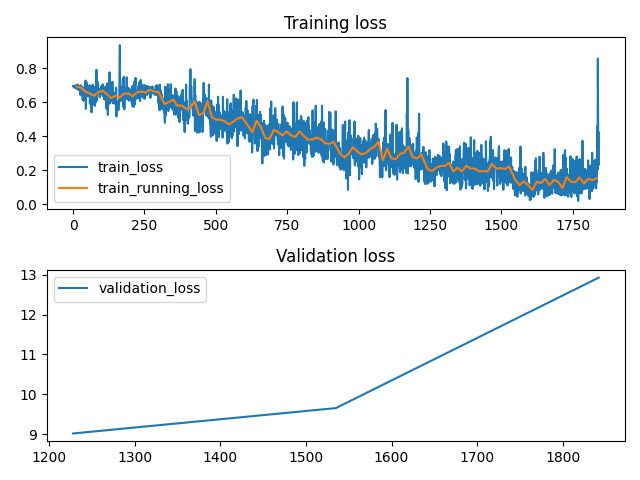 Training loss
0.8
0.6
0.4
0.2
0.0
train_loss
train_running_loss
0 250 500 750 1000 1250 1500 1750
Validation loss
13
12
11
10
9
validation_loss
1200 1300 1400 1500 1600 1700 1800